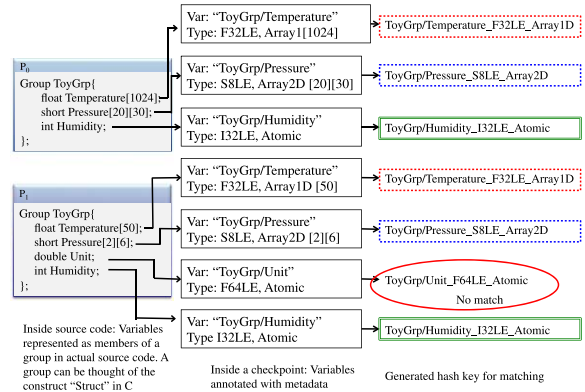 P0
Group ToyGrp{
float Temperature[1024];
short Pressure[20][30];
int Humidity;
};
Var: “ToyGrp/Temperature”
Type: F32LE, Array1[1024]
Var: “ToyGrp/Pressure”
Type: S8LE, Array2D [20][30]
Var: “ToyGrp/Humidity”
Type: I32LE, Atomic
ToyGrp/Temperature_F32LE_Array1D
ToyGrp/Pressure_S8LE_Array2D
ToyGrp/Humidity_I32LE_Atomic
P1
Group ToyGrp{
float Temperature[50];
short Pressure[2][6];
double Unit;
int Humidity;
};
Var: “ToyGrp/Temperature”
Type: F32LE, Array1D [50]
Var: “ToyGrp/Pressure”
Type: S8LE, Array2D [2][6]
Var: “ToyGrp/Unit”
Type: F64LE, Atomic
Var: “ToyGrp/Humidity”
Type I32LE, Atomic
ToyGrp/Temperature_F32LE_Array1D
ToyGrp/Pressure_S8LE_Array2D
ToyGrp/Unit_F64LE_Atomic
No match
ToyGrp/Humidity_I32LE_Atomic
Inside source code: Variables
represented as members of a
group in actual source code. A
group can be thought of the
construct “Struct” in C
Inside a checkpoint: Variables
annotated with metadata
Generated hash key for matching